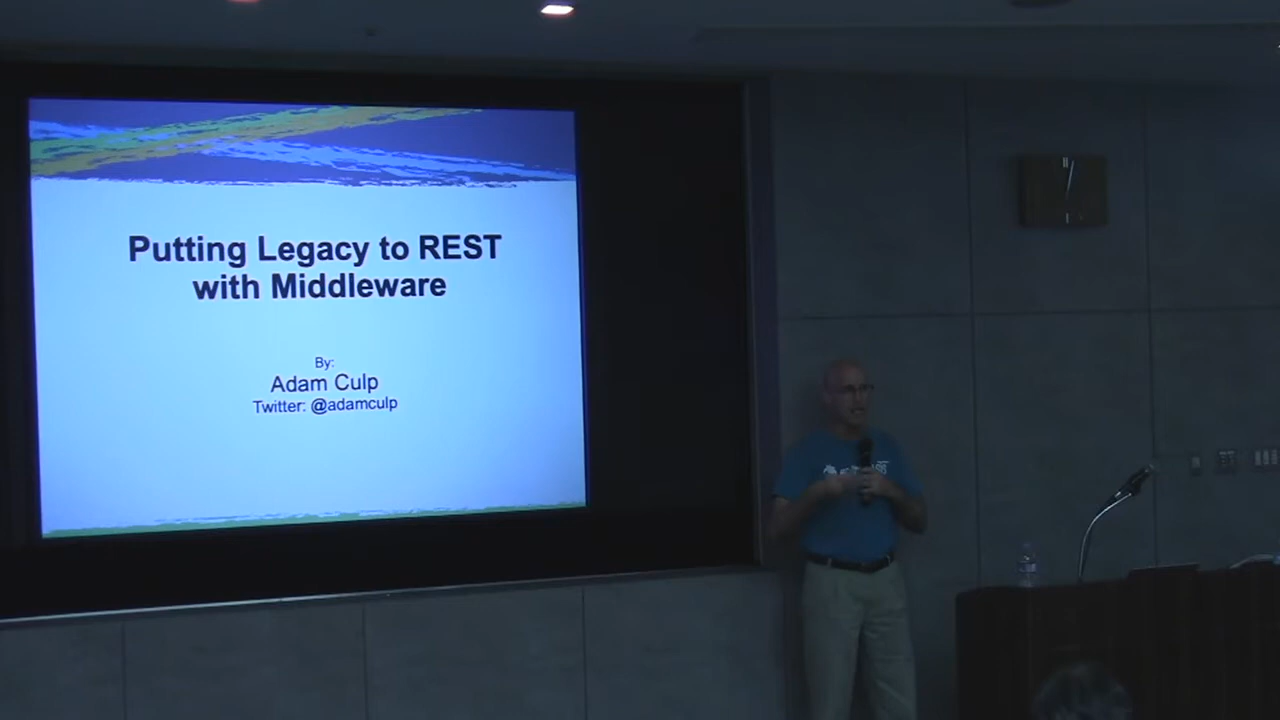 Putting Legacy to REST
with Middleware
By:
Adam Culp
Twitter: @adamculp